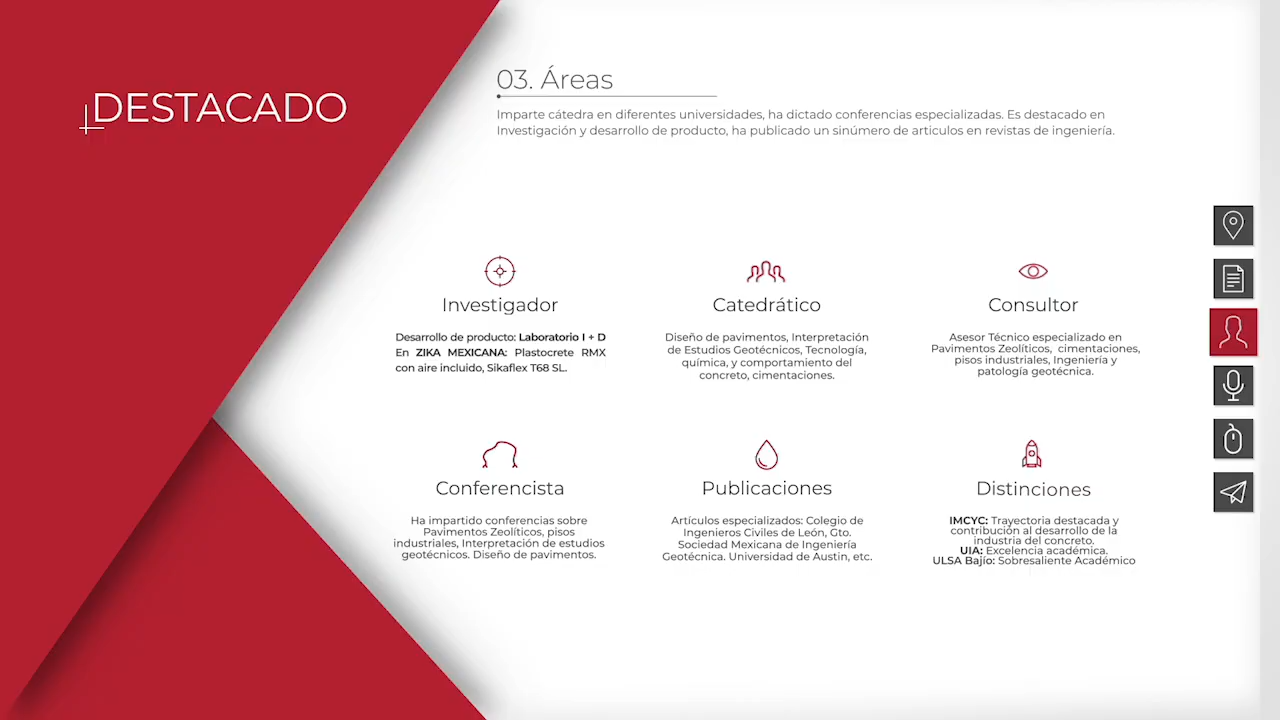 DESTACADO
03. Áreas
Imparte cátedra en diferentes universidades, ha dictado conferencias especializadas. Es destacado en
Investigación y desarrollo de producto, ha publicado un sinúmero de articulos en revistas de ingeniería.
Investigador
Desarrollo de producto: Laboratorio I + D
En ZIKA MEXICANA: Plastocrete RMX
con aire incluido, Sikaflex T68 SL.
Catedrático
Diseño de pavimentos, Interpretación
de Estudios Geotécnicos, Tecnología,
química, y comportamiento del
concreto, cimentaciones.
Consultor
Asesor Técnico especializado en
Pavimentos Zeolíticos, cimentaciones,
pisos industriales, Ingeniería y
patología geotécnica.
Conferencista
Ha impartido conferencias sobre
Pavimentos Zeolíticos, pisos
industriales, Interpretación de estudios
geotécnicos. Diseño de pavimentos.
Publicaciones
Artículos especializados: Colegio de
Ingenieros Civiles de León, Gto.
Sociedad Mexicana de Ingeniería
Geotécnica. Universidad de Austin, etc.
Distinciones
IMCYC: Trayectoria destacada y
contribución al desarrollo de la
industria del concreto.
UIA: Excelencia académica.
ULSA Bajío: Sobresaliente Académico